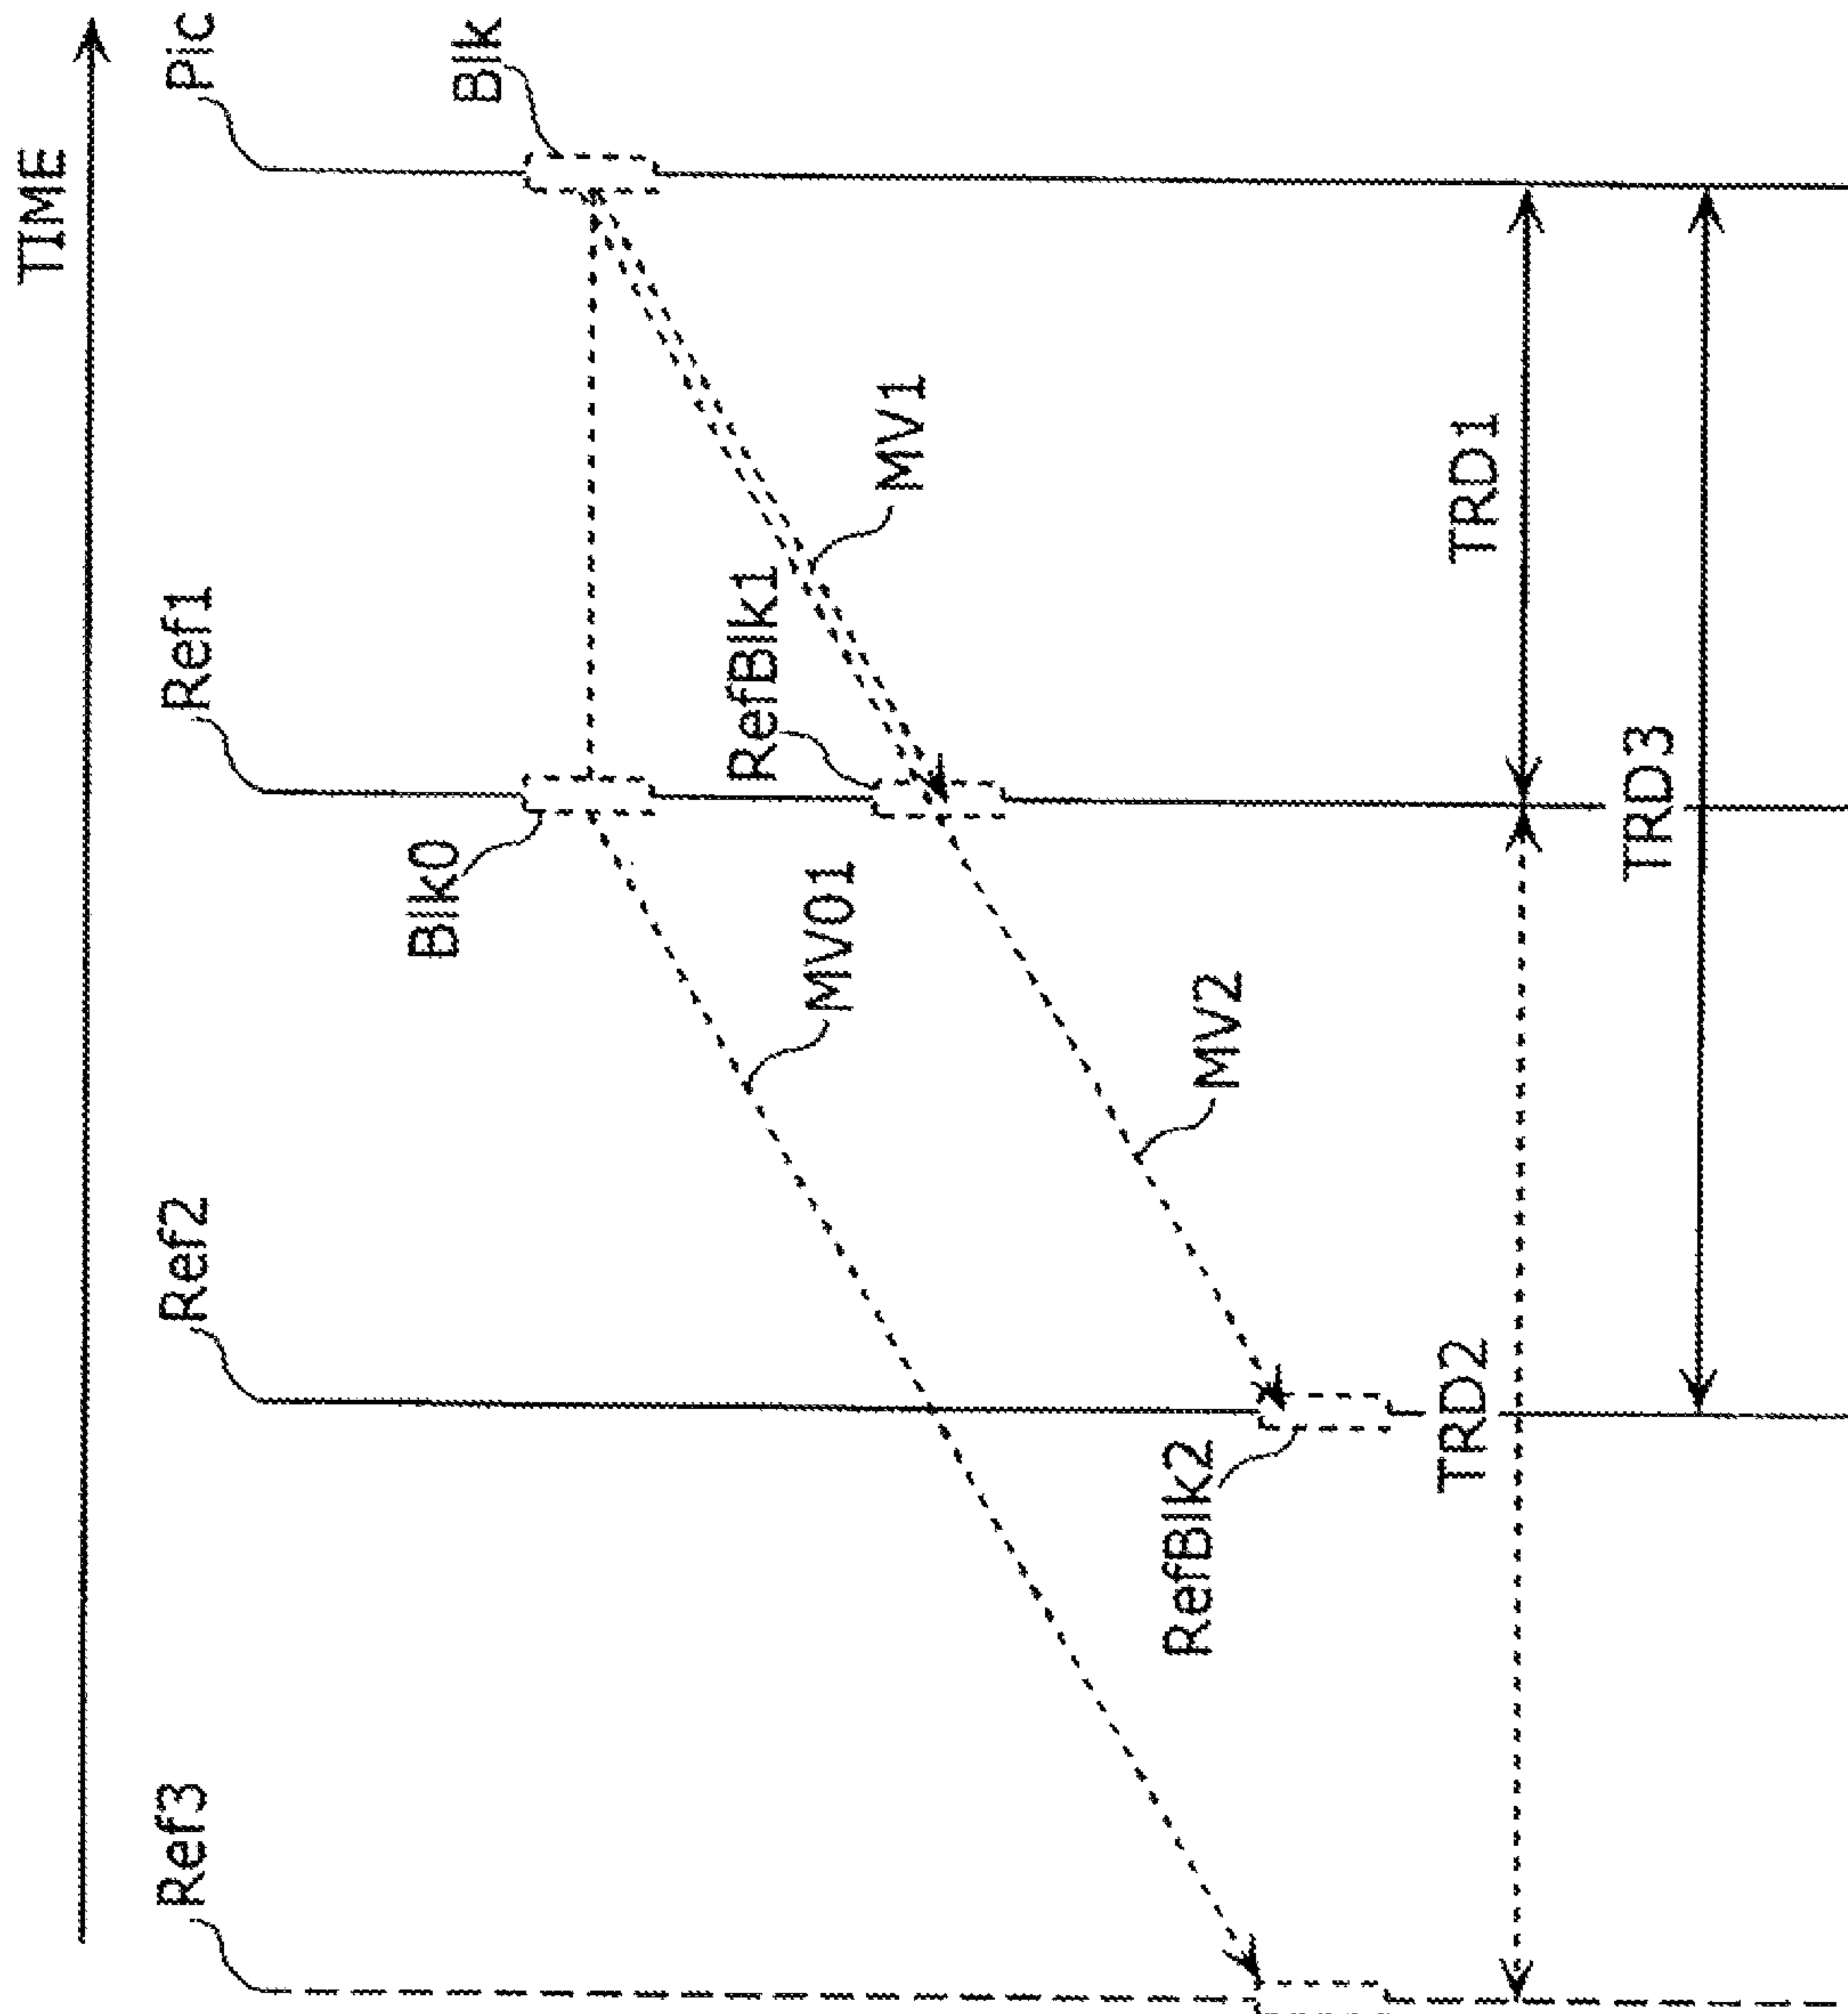 TIME
Pic
Blk
Ref1
Ref2
Ref3
Blk0
RefBlk1
MV1
MV01
MV2
RefBlk2
TRD1
TRD2
TRD3